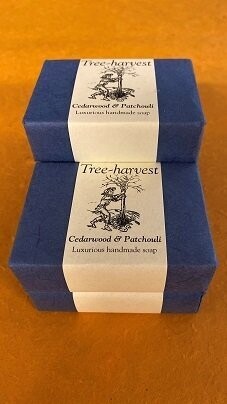 Tree-harvest
Cedarwood & Patchouli
Luxurious handmade soap
Tree-harvest
Cedarwood & Patchouli
Luxurious handmade soap